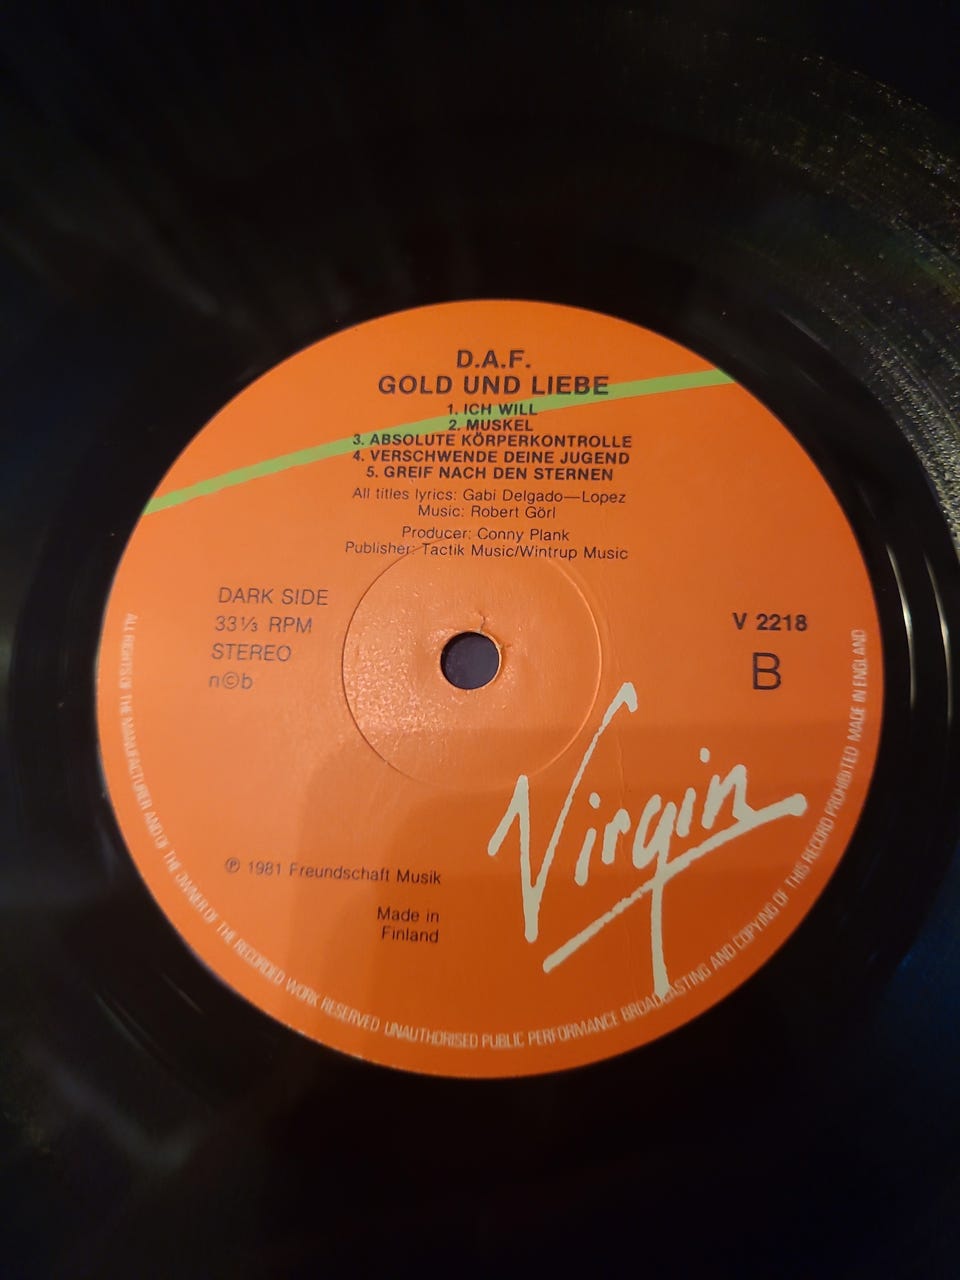 D.A.F.
GOLD UND LIEBE
1. ICH WILL
2. MUSKEL
3. ABSOLUTE KÖRPERKONTROLLE
4. VERSCHWENDE DEINE JUGEND
5. GREIF NACH DEN STERNEN
All titles lyrics: Gabi Delgado—Lopez
Music: Robert Görl
Producer: Conny Plank
Publisher: Tactik Music/Wintrup Music
DARK SIDE
33⅓ RPM
STEREO
n©b
V 2218
B
Virgin
℗ 1981 Freundschaft Musik
Made in
Finland
ALL RIGHTS OF THE MANUFACTURER AND OF THE OWNER OF THE RECORDED WORK RESERVED UNAUTHORISED PUBLIC PERFORMANCE BROADCASTING AND COPYING OF THIS RECORD PROHIBITED MADE IN ENGLAND